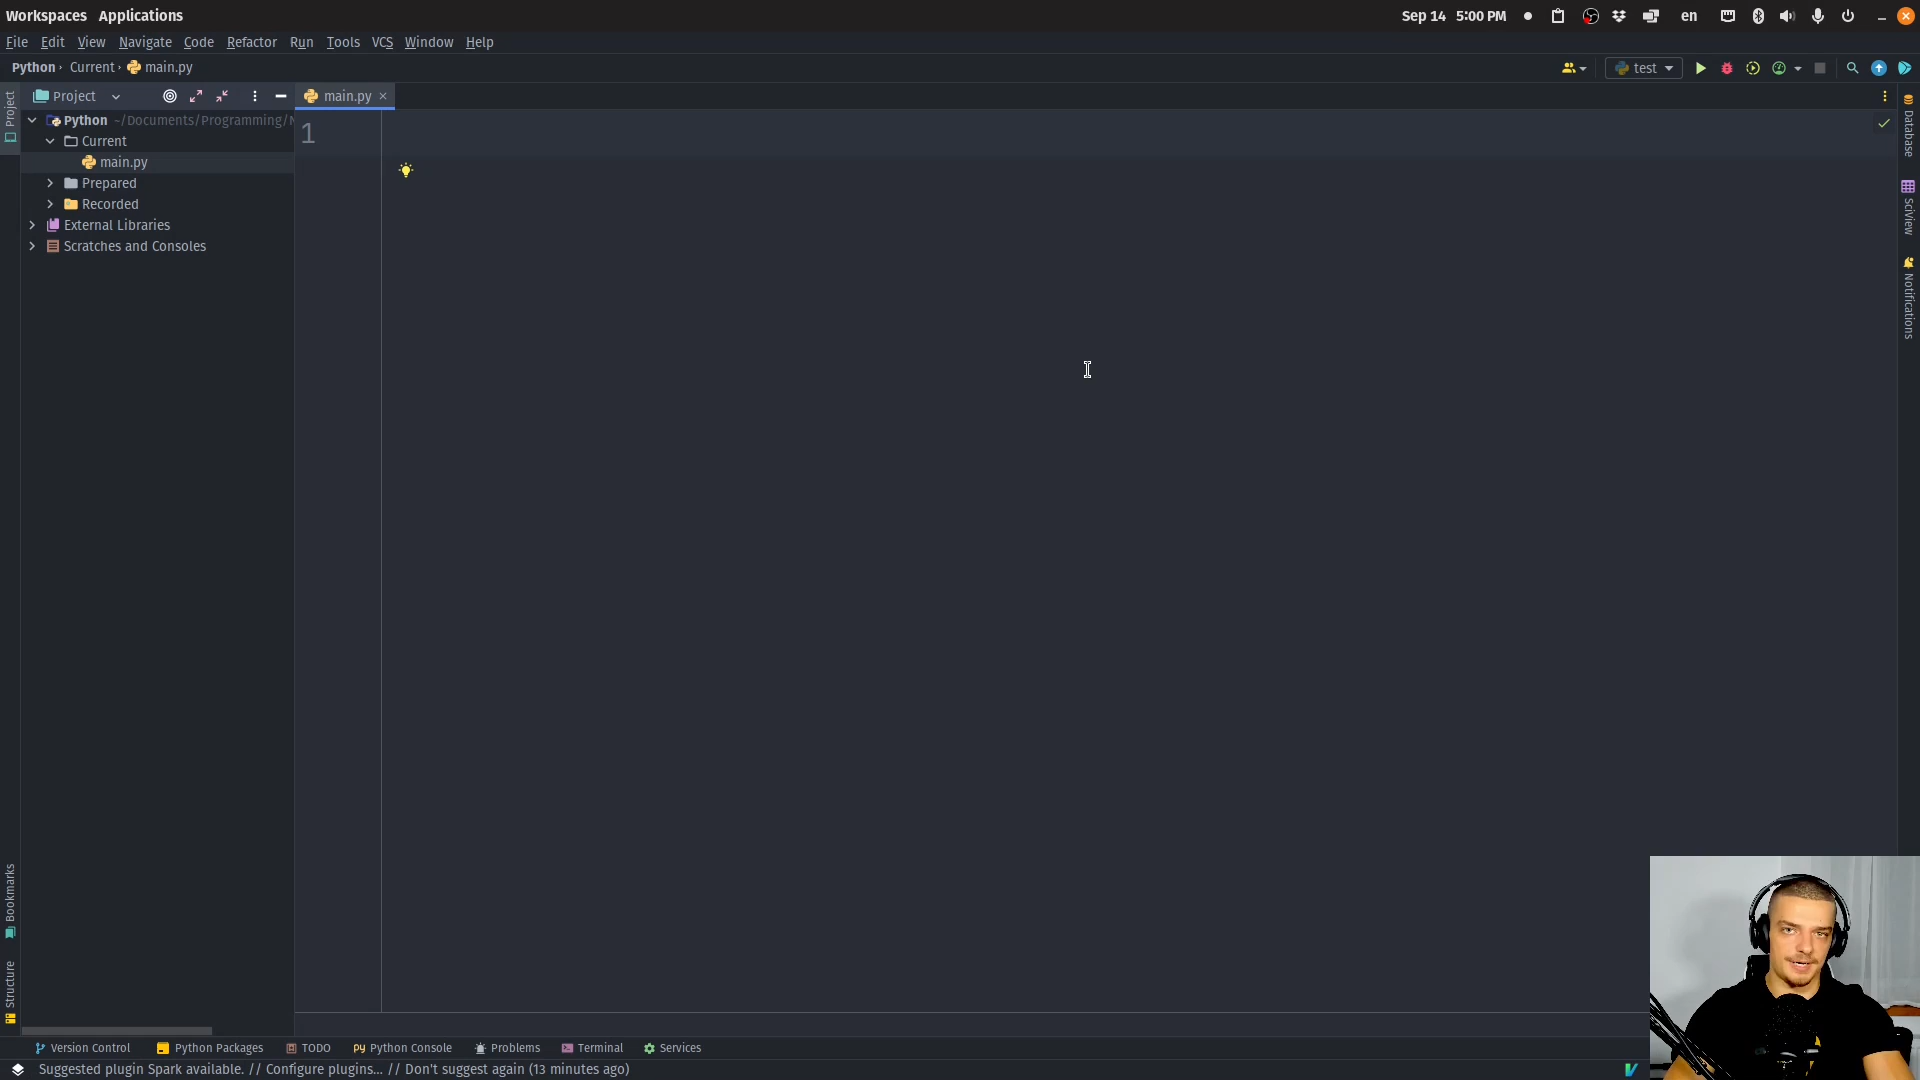 Workspaces Applications
Sep 14 5:00 PM
en
File Edit View Navigate Code Refactor Run Tools VCS Window Help
Python Current main.py
test
Project
main.py
Project
Python ~/Documents/Programming/
Current
main.py
Prepared
Recorded
External Libraries
Scratches and Consoles
1
Database
SciView
Notifications
Bookmarks
Structure
Version Control Python Packages TODO Python Console Problems Terminal Services
Suggested plugin Spark available. // Configure plugins... // Don't suggest again (13 minutes ago)